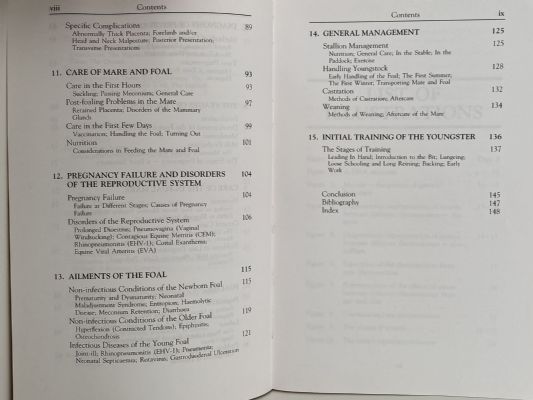 viii Contents
Specific Complications 89
Abnormally Thick Placenta; Forelimb and/or
Head and Neck Malposture; Posterior Presentation;
Transverse Presentations
11. CARE OF MARE AND FOAL 93
Care in the First Hours 93
Suckling; Passing Meconium; General Care
Post-foaling Problems in the Mare 97
Retained Placenta; Disorders of the Mammary
Glands
Care in the First Few Days 99
Vaccination; Handling the Foal; Turning Out
Nutrition 101
Considerations in Feeding the Mare and Foal
12. PREGNANCY FAILURE AND DISORDERS 104
OF THE REPRODUCTIVE SYSTEM
Pregnancy Failure 104
Failure at Different Stages; Causes of Pregnancy
Failure
Disorders of the Reproductive System 106
Prolonged Dioestrus; Pneumovagina (Vaginal
Windsucking); Contagious Equine Metritis (CEM);
Rhinopneumonitis (EHV-1); Coital Exanthema;
Equine Viral Arteritis (EVA)
13. AILMENTS OF THE FOAL 115
Non-infectious Conditions of the Newborn Foal 115
Prematurity and Dysmaturity; Neonatal
Maladjustment Syndrome; Entropion; Haemolytic
Disease; Meconium Retention; Diarrhoea
Non-infectious Conditions of the Older Foal 119
Hyperflexion (Contracted Tendons); Epiphysitis;
Osteochondrosis
Infectious Diseases of the Young Foal 121
Joint-ill; Rhinopneumonitis (EHV-1); Pneumonia;
Neonatal Septicaemia; Rotavirus; Gastroduodenal Ulceration
Contents ix
14. GENERAL MANAGEMENT 125
Stallion Management 125
Nutrition; General Care; In the Stable; In the
Paddock; Exercise
Handling Youngstock 128
Early Handling of the Foal; The First Summer;
The First Winter; Transporting Mare and Foal
Castration 132
Methods of Castration; Aftercare
Weaning 134
Methods of Weaning; Aftercare of the Mare
15. INITIAL TRAINING OF THE YOUNGSTER 136
The Stages of Training 137
Leading In Hand; Introduction to the Bit; Lungeing;
Loose Schooling and Long Reining; Backing; Early
Work
Conclusion 145
Bibliography 147
Index 148